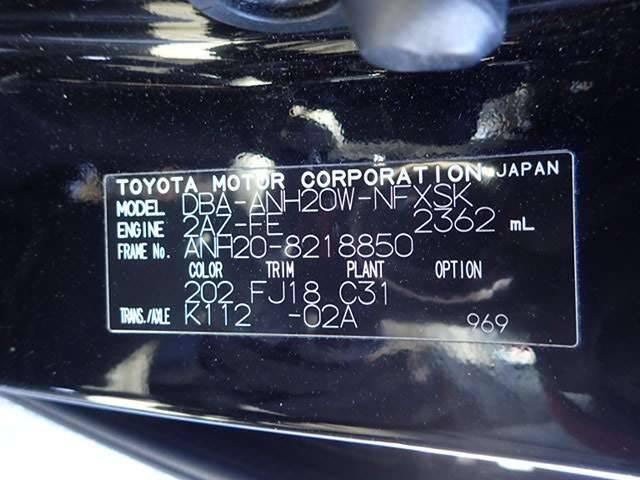 TOYOTA MOTOR CORPORATION JAPAN
MODEL DBA-ANH20W-NFXSK
ENGINE 2AZ-FE 2362 mL
FRAME No. ANH20-8218850
COLOR TRIM PLANT OPTION
202 FJ18 C31
TRANS./AXLE K112 -02A 969